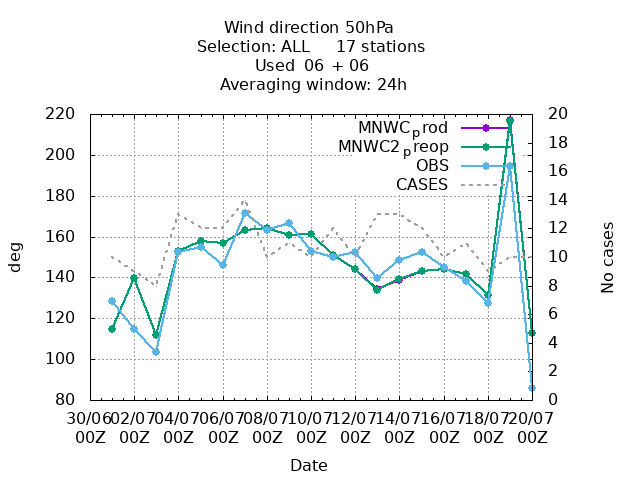 Wind direction 50hPa
Selection: ALL 17 stations
Used 06 + 06
Averaging window: 24h
220
200
180
160
140
120
100
80
deg
20
18
16
14
12
10
8
6
4
2
0
No cases
MNWCprod
MNWC2preop
OBS
CASES
30/06 02/07 04/07 06/07 08/07 10/07 12/07 14/07 16/07 18/07 20/07
00Z 00Z 00Z 00Z 00Z 00Z 00Z 00Z 00Z 00Z 00Z
Date